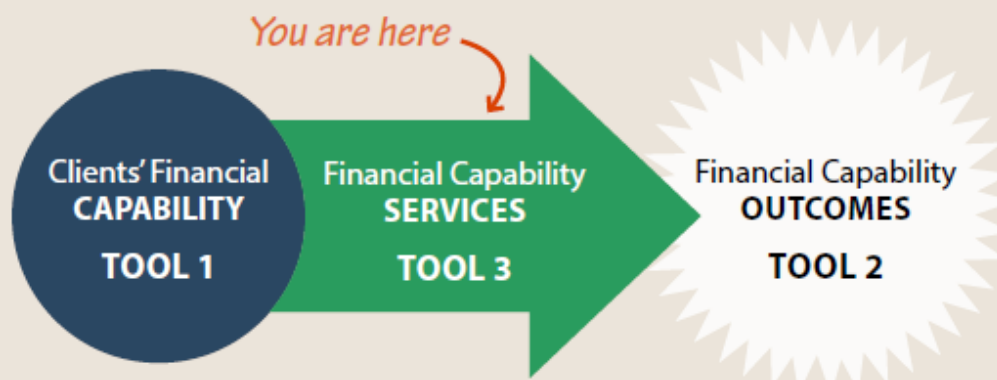 You are here
Clients' Financial
CAPABILITY
TOOL 1
Financial Capability
SERVICES
TOOL 3
Financial Capability
OUTCOMES
TOOL 2